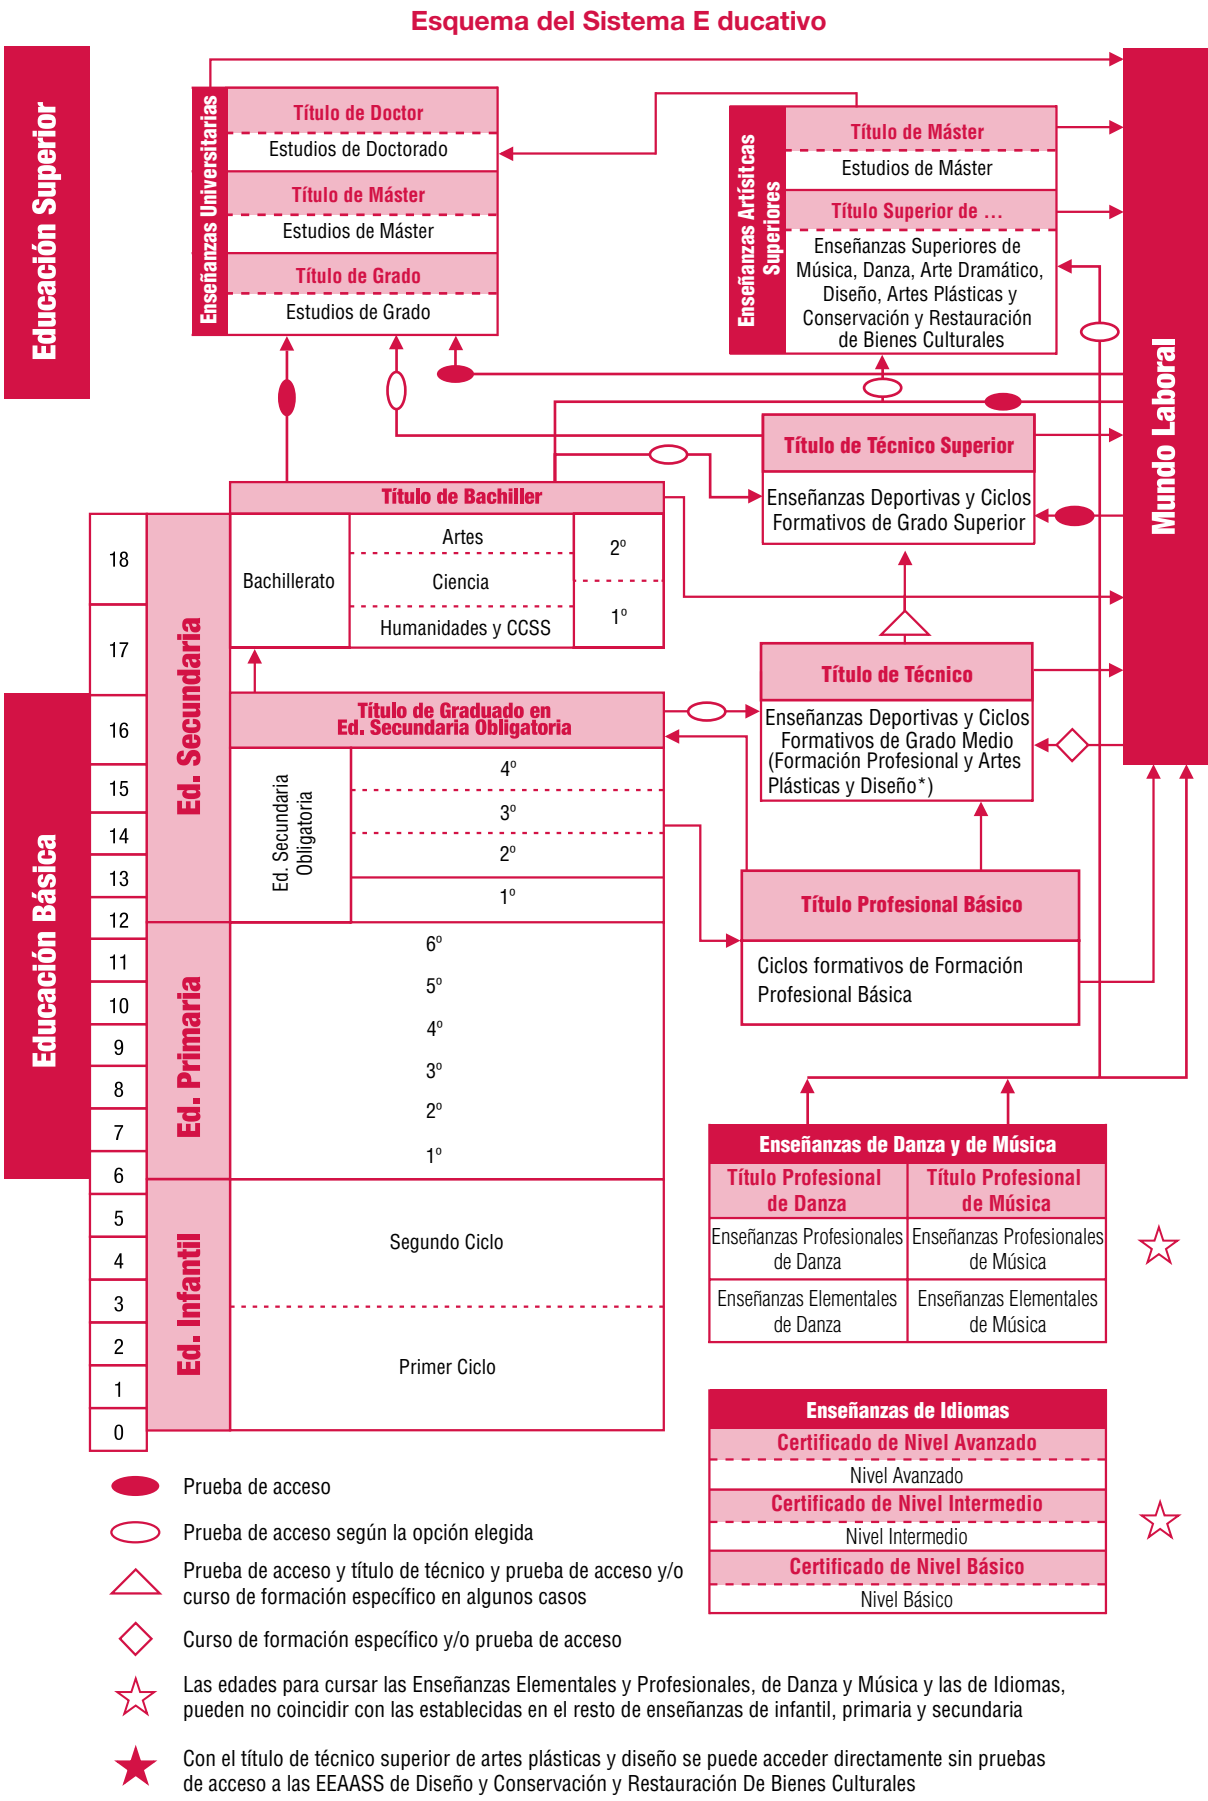 Esquema del Sistema E ducativo
Educación Superior
Enseñanzas Universitarias
Título de Doctor
Estudios de Doctorado
Título de Máster
Estudios de Máster
Título de Grado
Estudios de Grado
Enseñanzas Artísitcas
Superiores
Título de Máster
Estudios de Máster
Título Superior de …
Enseñanzas Superiores de
Música, Danza, Arte Dramático,
Diseño, Artes Plásticas y
Conservación y Restauración
de Bienes Culturales
Mundo Laboral
Título de Técnico Superior
Enseñanzas Deportivas y Ciclos
Formativos de Grado Superior
Título de Bachiller
Bachillerato
Artes
Ciencia
Humanidades y CCSS
2º
1º
Título de Técnico
Enseñanzas Deportivas y Ciclos
Formativos de Grado Medio
(Formación Profesional y Artes
Plásticas y Diseño*)
Educación Básica
18
17
16
15
14
13
12
11
10
9
8
7
6
5
4
3
2
1
0
Ed. Secundaria
Título de Graduado en
Ed. Secundaria Obligatoria
Ed. Secundaria
Obligatoria
4º
3º
2º
1º
Título Profesional Básico
Ciclos formativos de Formación
Profesional Básica
Ed. Primaria
6º
5º
4º
3º
2º
1º
Ed. Infantil
Segundo Ciclo
Primer Ciclo
Enseñanzas de Danza y de Música
Título Profesional
de Danza
Título Profesional
de Música
Enseñanzas Profesionales
de Danza
Enseñanzas Profesionales
de Música
Enseñanzas Elementales
de Danza
Enseñanzas Elementales
de Música
Enseñanzas de Idiomas
Certificado de Nivel Avanzado
Nivel Avanzado
Certificado de Nivel Intermedio
Nivel Intermedio
Certificado de Nivel Básico
Nivel Básico
Prueba de acceso
Prueba de acceso según la opción elegida
Prueba de acceso y título de técnico y prueba de acceso y/o
curso de formación específico en algunos casos
Curso de formación específico y/o prueba de acceso
Las edades para cursar las Enseñanzas Elementales y Profesionales, de Danza y Música y las de Idiomas,
pueden no coincidir con las establecidas en el resto de enseñanzas de infantil, primaria y secundaria
Con el título de técnico superior de artes plásticas y diseño se puede acceder directamente sin pruebas
de acceso a las EEAASS de Diseño y Conservación y Restauración De Bienes Culturales